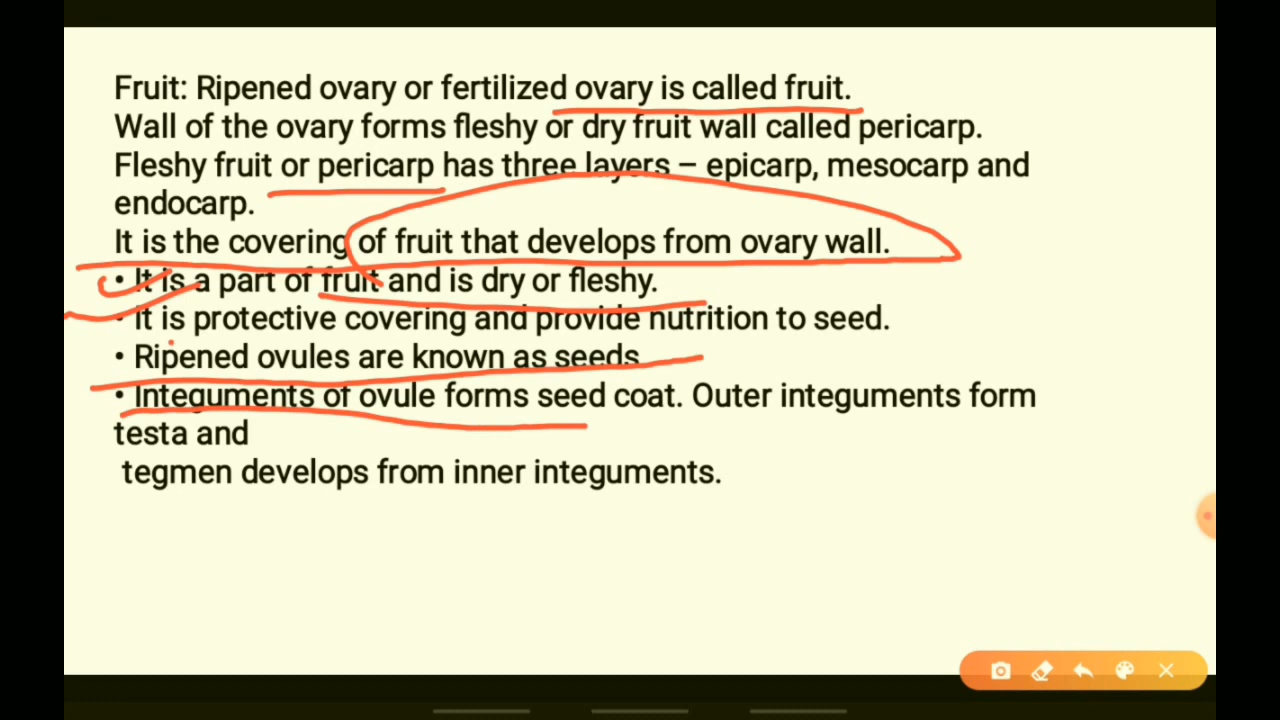 Fruit: Ripened ovary or fertilized ovary is called fruit.
Wall of the ovary forms fleshy or dry fruit wall called pericarp.
Fleshy fruit or pericarp has three layers – epicarp, mesocarp and
endocarp.
It is the covering of fruit that develops from ovary wall.
• It is a part of fruit and is dry or fleshy.
• It is protective covering and provide nutrition to seed.
• Ripened ovules are known as seeds
• Integuments of ovule forms seed coat. Outer integuments form
testa and
tegmen develops from inner integuments.